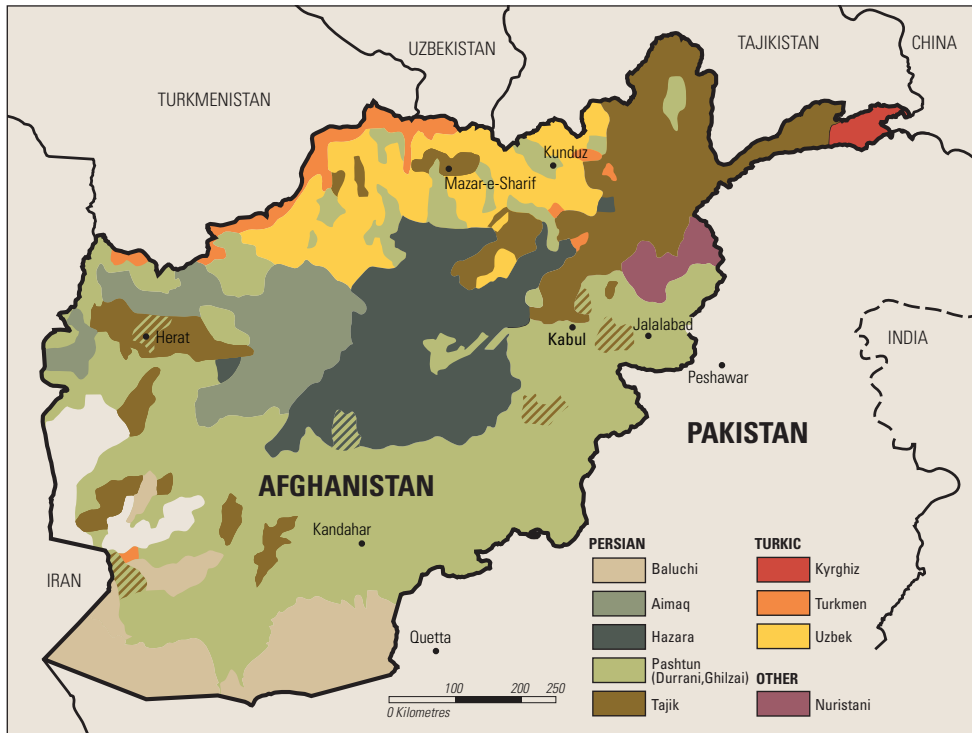 UZBEKISTAN
TAJIKISTAN
CHINA
TURKMENISTAN
Kunduz
Mazar-e-Sharif
Herat
Kabul
Jalalabad
INDIA
Peshawar
PAKISTAN
AFGHANISTAN
Kandahar
IRAN
Quetta
100 200 250
0 Kilometres
PERSIAN
Baluchi
Aimaq
Hazara
Pashtun
(Durrani,Ghilzai)
Tajik
TURKIC
Kyrghiz
Turkmen
Uzbek
OTHER
Nuristani